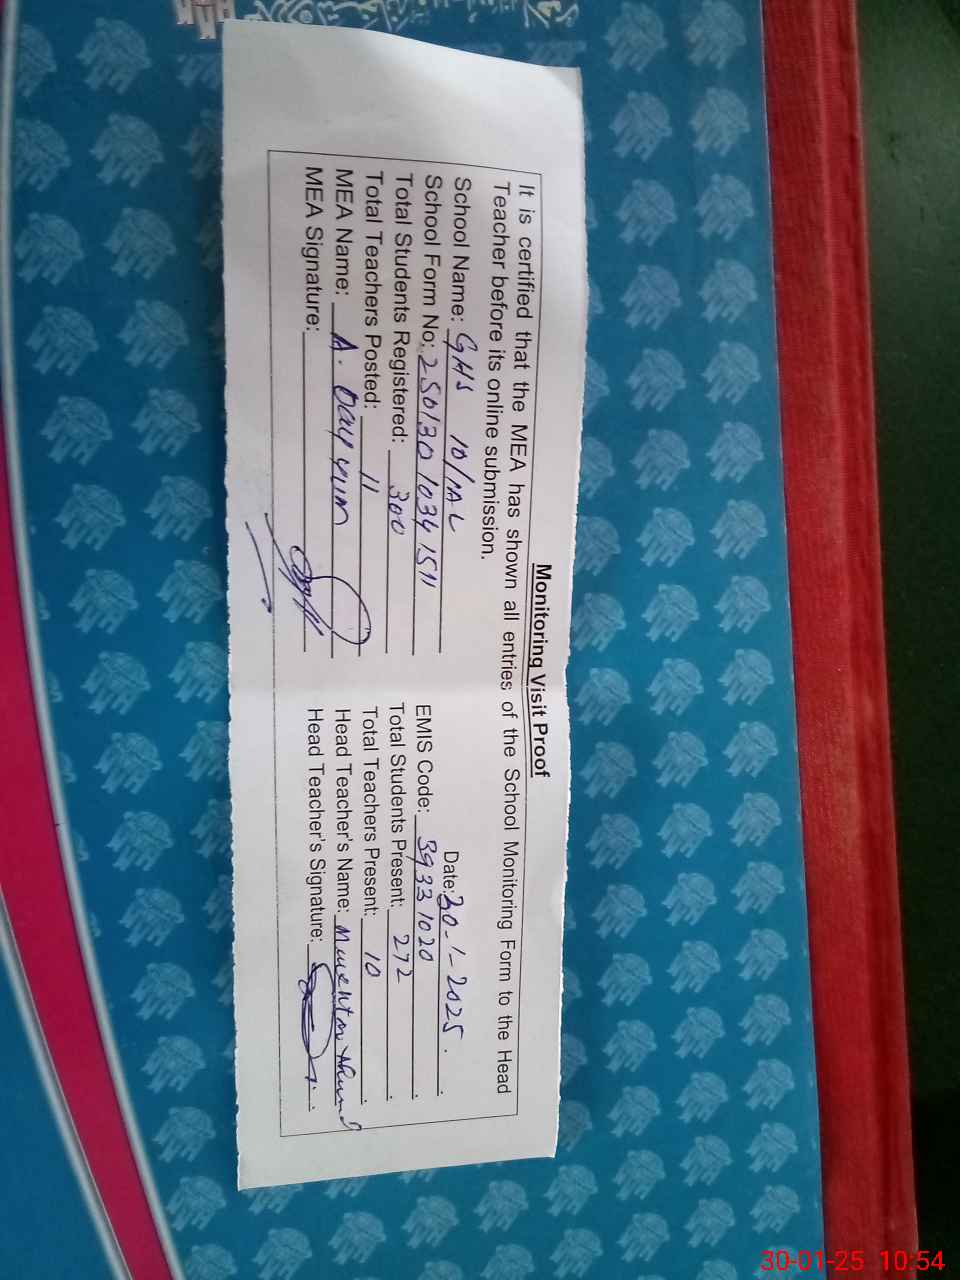 Monitoring Visit Proof
It is certified that the MEA has shown all entries of the School Monitoring Form to the Head
Teacher before its online submission.
Date: 30-1-2025.
School Name: GHS 10/1A-L
School Form No: 250130 1034 1511 EMIS Code: 39331020
Total Students Registered: 300 Total Students Present: 272
Total Teachers Posted: 11 Total Teachers Present: 10
MEA Name: A. Qayyum Head Teacher's Name:
MEA Signature: Head Teacher's Signature:
30-01-25 10:54